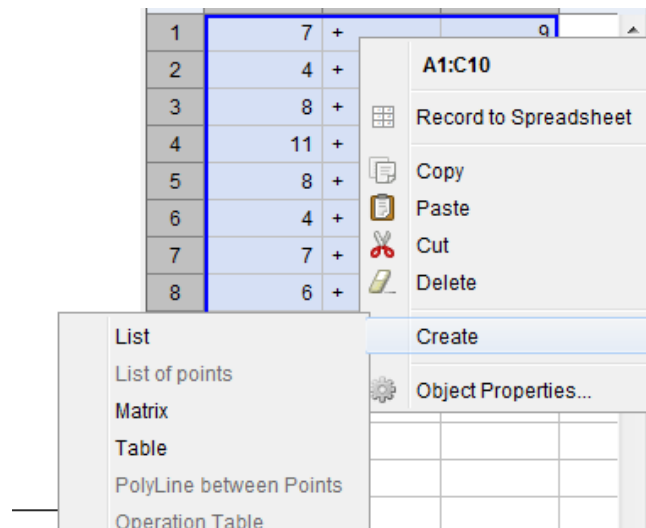 1 7 + 9
2 4 +
3 8 +
4 11 +
5 8 +
6 4 +
7 7 +
8 6 +
A1:C10
Record to Spreadsheet
Copy
Paste
Cut
Delete
Create
Object Properties...
List
List of points
Matrix
Table
PolyLine between Points
Operation Table